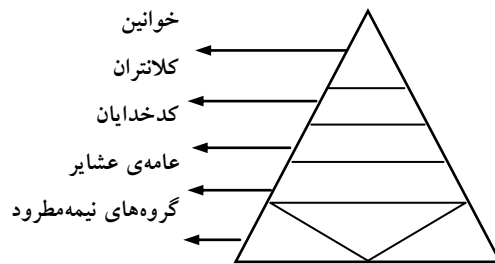 خوانین
کلانتران
کدخدایان
عامه‌ی عشایر
گروه‌های نیمه‌مطرود